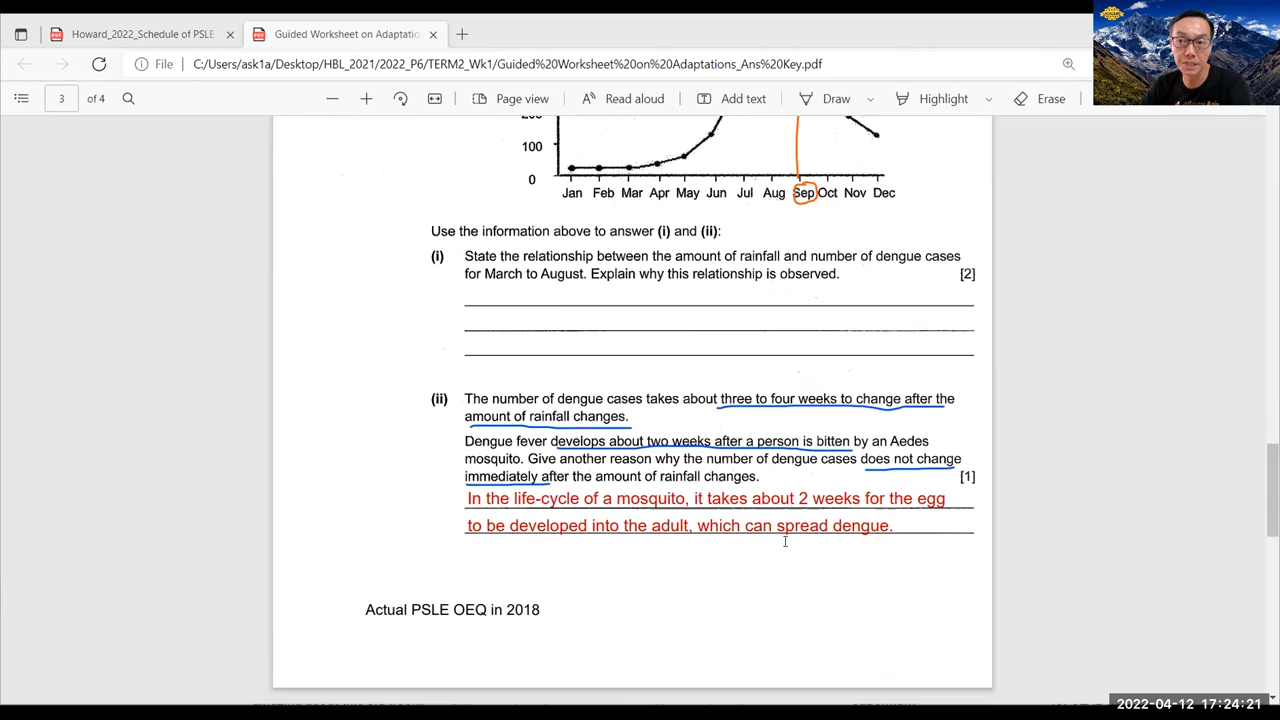 Howard_2022_Schedule of PSLE
Guided Worksheet on Adaptatio
File C:/Users/ask1a/Desktop/HBL_2021/2022_P6/TERM2_Wk1/Guided%20Worksheet%20on%20Adaptations_Ans%20Key.pdf
3 of 4 Page view Read aloud Add text Draw Highlight Erase
200
100
0
Jan Feb Mar Apr May Jun Jul Aug Sep Oct Nov Dec
Use the information above to answer (i) and (ii):
(i) State the relationship between the amount of rainfall and number of dengue cases
for March to August. Explain why this relationship is observed. [2]
(ii) The number of dengue cases takes about three to four weeks to change after the
amount of rainfall changes.
Dengue fever develops about two weeks after a person is bitten by an Aedes
mosquito. Give another reason why the number of dengue cases does not change
immediately after the amount of rainfall changes. [1]
In the life-cycle of a mosquito, it takes about 2 weeks for the egg
to be developed into the adult, which can spread dengue.
Actual PSLE OEQ in 2018
2022-04-12 17:24:21